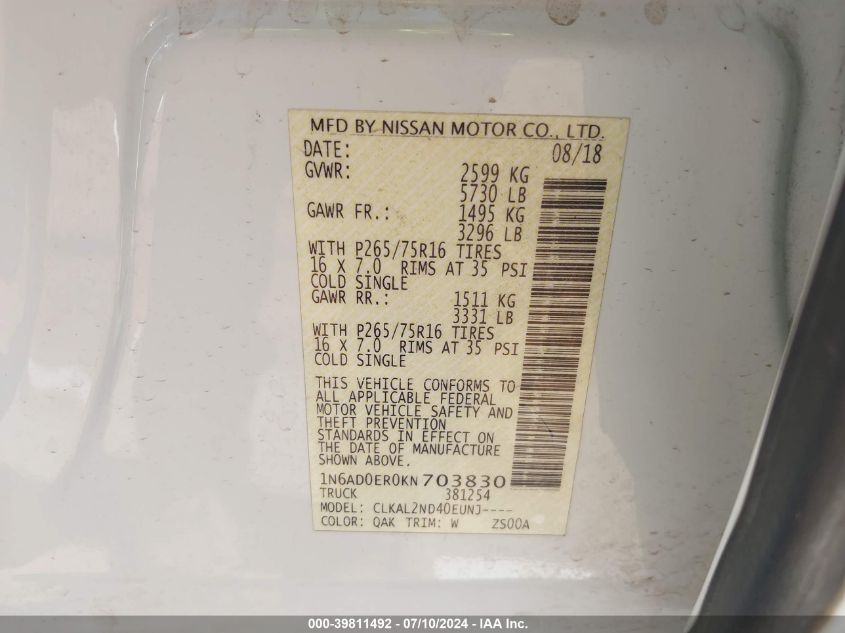 MFD BY NISSAN MOTOR CO., LTD.
DATE: 08/18
GVWR: 2599 KG
5730 LB
GAWR FR.: 1495 KG
3296 LB
WITH P265/75R16 TIRES
16 X 7.0 RIMS AT 35 PSI
COLD SINGLE
GAWR RR.: 1511 KG
3331 LB
WITH P265/75R16 TIRES
16 X 7.0 RIMS AT 35 PSI
COLD SINGLE
THIS VEHICLE CONFORMS TO
ALL APPLICABLE FEDERAL
MOTOR VEHICLE SAFETY AND
THEFT PREVENTION
STANDARDS IN EFFECT ON
THE DATE OF MANUFACTURE
SHOWN ABOVE.
1N6AD0ER0KN703830
TRUCK 381254
MODEL: CLKAL2ND40EUNJ----
COLOR: QAK TRIM: W ZS00A
000-39811492 - 07/10/2024 - IAA Inc.